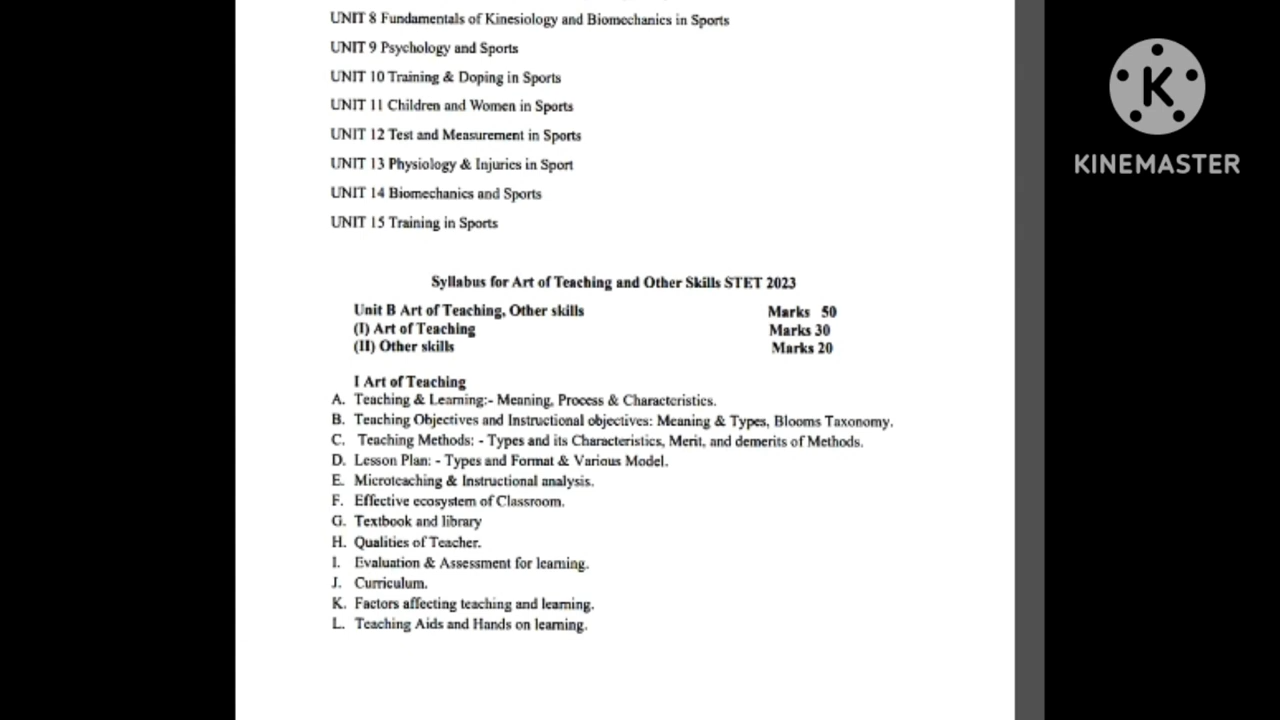 UNIT 8 Fundamentals of Kinesiology and Biomechanics in Sports
UNIT 9 Psychology and Sports
UNIT 10 Training & Doping in Sports
UNIT 11 Children and Women in Sports
UNIT 12 Test and Measurement in Sports
UNIT 13 Physiology & Injuries in Sport
UNIT 14 Biomechanics and Sports
UNIT 15 Training in Sports
Syllabus for Art of Teaching and Other Skills STET 2023
Unit B Art of Teaching, Other skills Marks 50
(I) Art of Teaching Marks 30
(II) Other skills Marks 20
I Art of Teaching
A. Teaching & Learning:- Meaning, Process & Characteristics.
B. Teaching Objectives and Instructional objectives: Meaning & Types, Blooms Taxonomy.
C. Teaching Methods: - Types and its Characteristics, Merit, and demerits of Methods.
D. Lesson Plan: - Types and Format & Various Model.
E. Microteaching & Instructional analysis.
F. Effective ecosystem of Classroom.
G. Textbook and library
H. Qualities of Teacher.
I. Evaluation & Assessment for learning.
J. Curriculum.
K. Factors affecting teaching and learning.
L. Teaching Aids and Hands on learning.
K
KINEMASTER